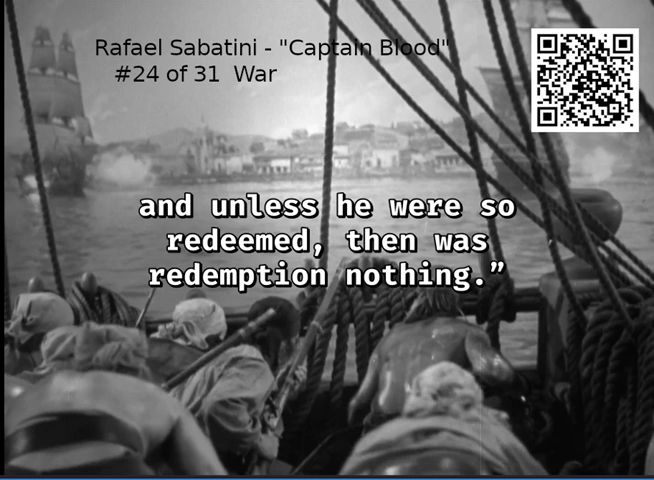 Rafael Sabatini - "Captain Blood"
#24 of 31  War
and unless he were so
redeemed, then was
redemption nothing.”